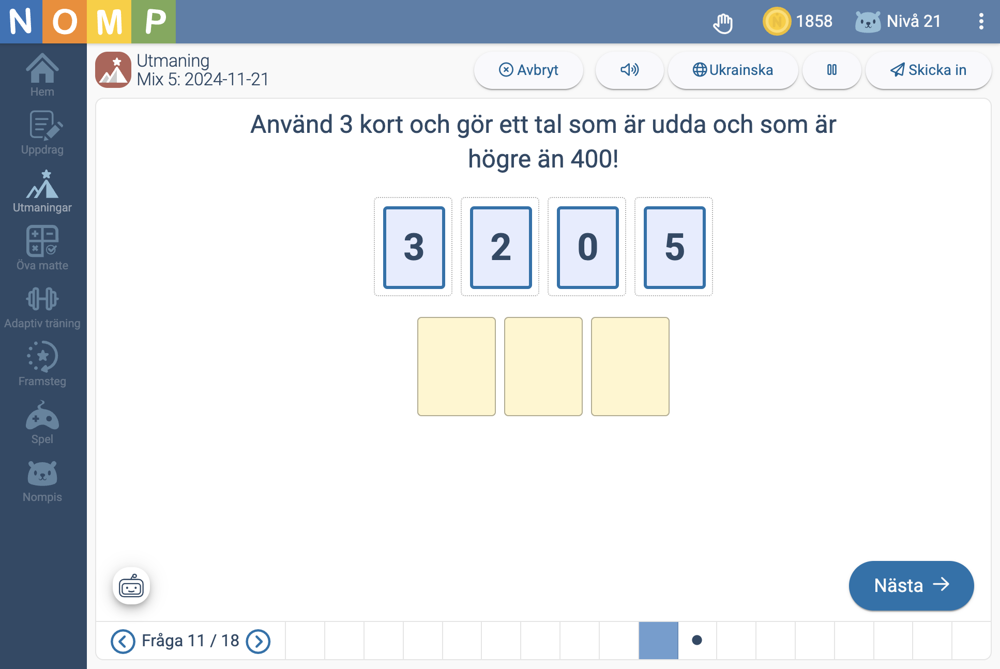 NOMP
1858
Nivå 21
Hem
Uppdrag
Utmaningar
Öva matte
Adaptiv träning
Framsteg
Spel
Nompis
Utmaning
Mix 5: 2024-11-21
Avbryt
Ukrainska
Skicka in
Använd 3 kort och gör ett tal som är udda och som är
högre än 400!
3 2 0 5
Nästa
Fråga 11 / 18